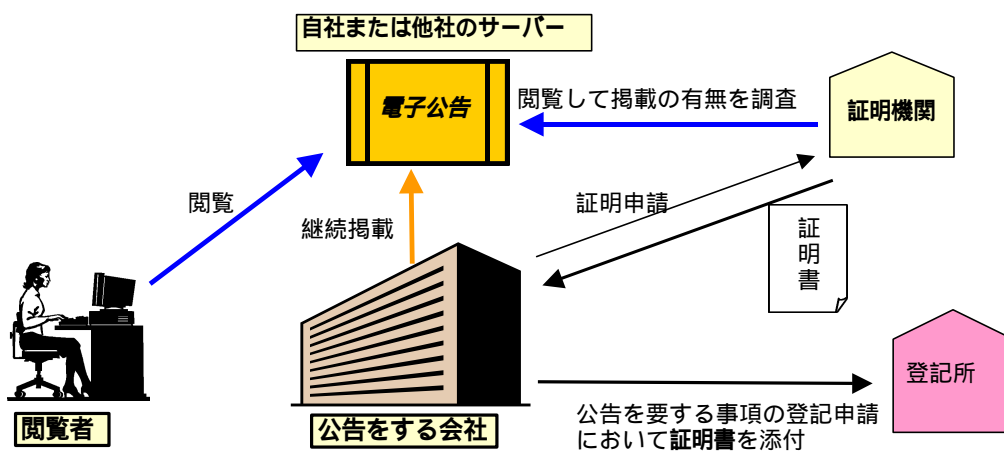 自社または他社のサーバー
電子公告
閲覧して掲載の有無を調査
証明機関
閲覧
継続掲載
証明申請
証
明
書
登記所
閲覧者
公告をする会社
公告を要する事項の登記申請
において証明書を添付